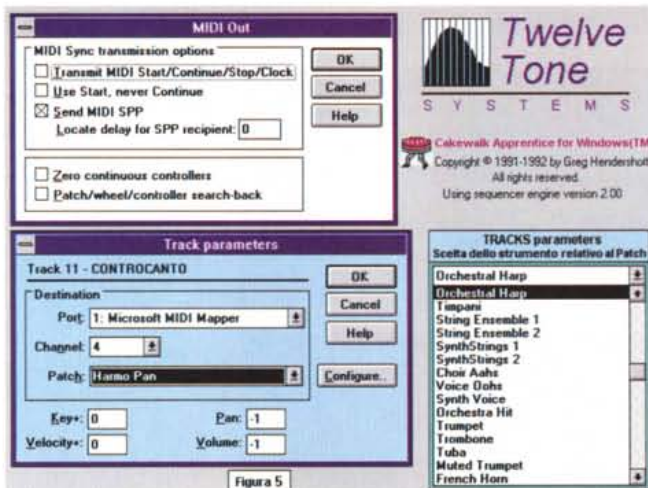 MIDI Out
MIDI Sync transmission options
Transmit MIDI Start/Continue/Stop/Clock
Use Start, never Continue
Send MIDI SPP
Locate delay for SPP recipient: 0
Zero continuous controllers
Patch/wheel/controller search-back
OK
Cancel
Help
Twelve
Tone
SYSTEMS
Cakewalk Apprentice for Windows(TM
Copyright © 1991-1992 by Greg Hendershott
All rights reserved.
Using sequencer engine version 2.00
Track parameters
Track 11 - CONTROCANTO
Destination
Port: 1: Microsoft MIDI Mapper
Channel: 4
Patch: Harmo Pan
Key+: 0
Pan: -1
Velocity+: 0
Volume: -1
OK
Cancel
Help
Configure..
TRACKS parameters
Scelta dello strumento relativo al Patch
Orchestral Harp
Orchestral Harp
Timpani
String Ensemble 1
String Ensemble 2
SynthStrings 1
SynthStrings 2
Choir Aahs
Voice Oohs
Synth Voice
Orchestra Hit
Trumpet
Trombone
Tuba
Muted Trumpet
French Horn
Figura 5